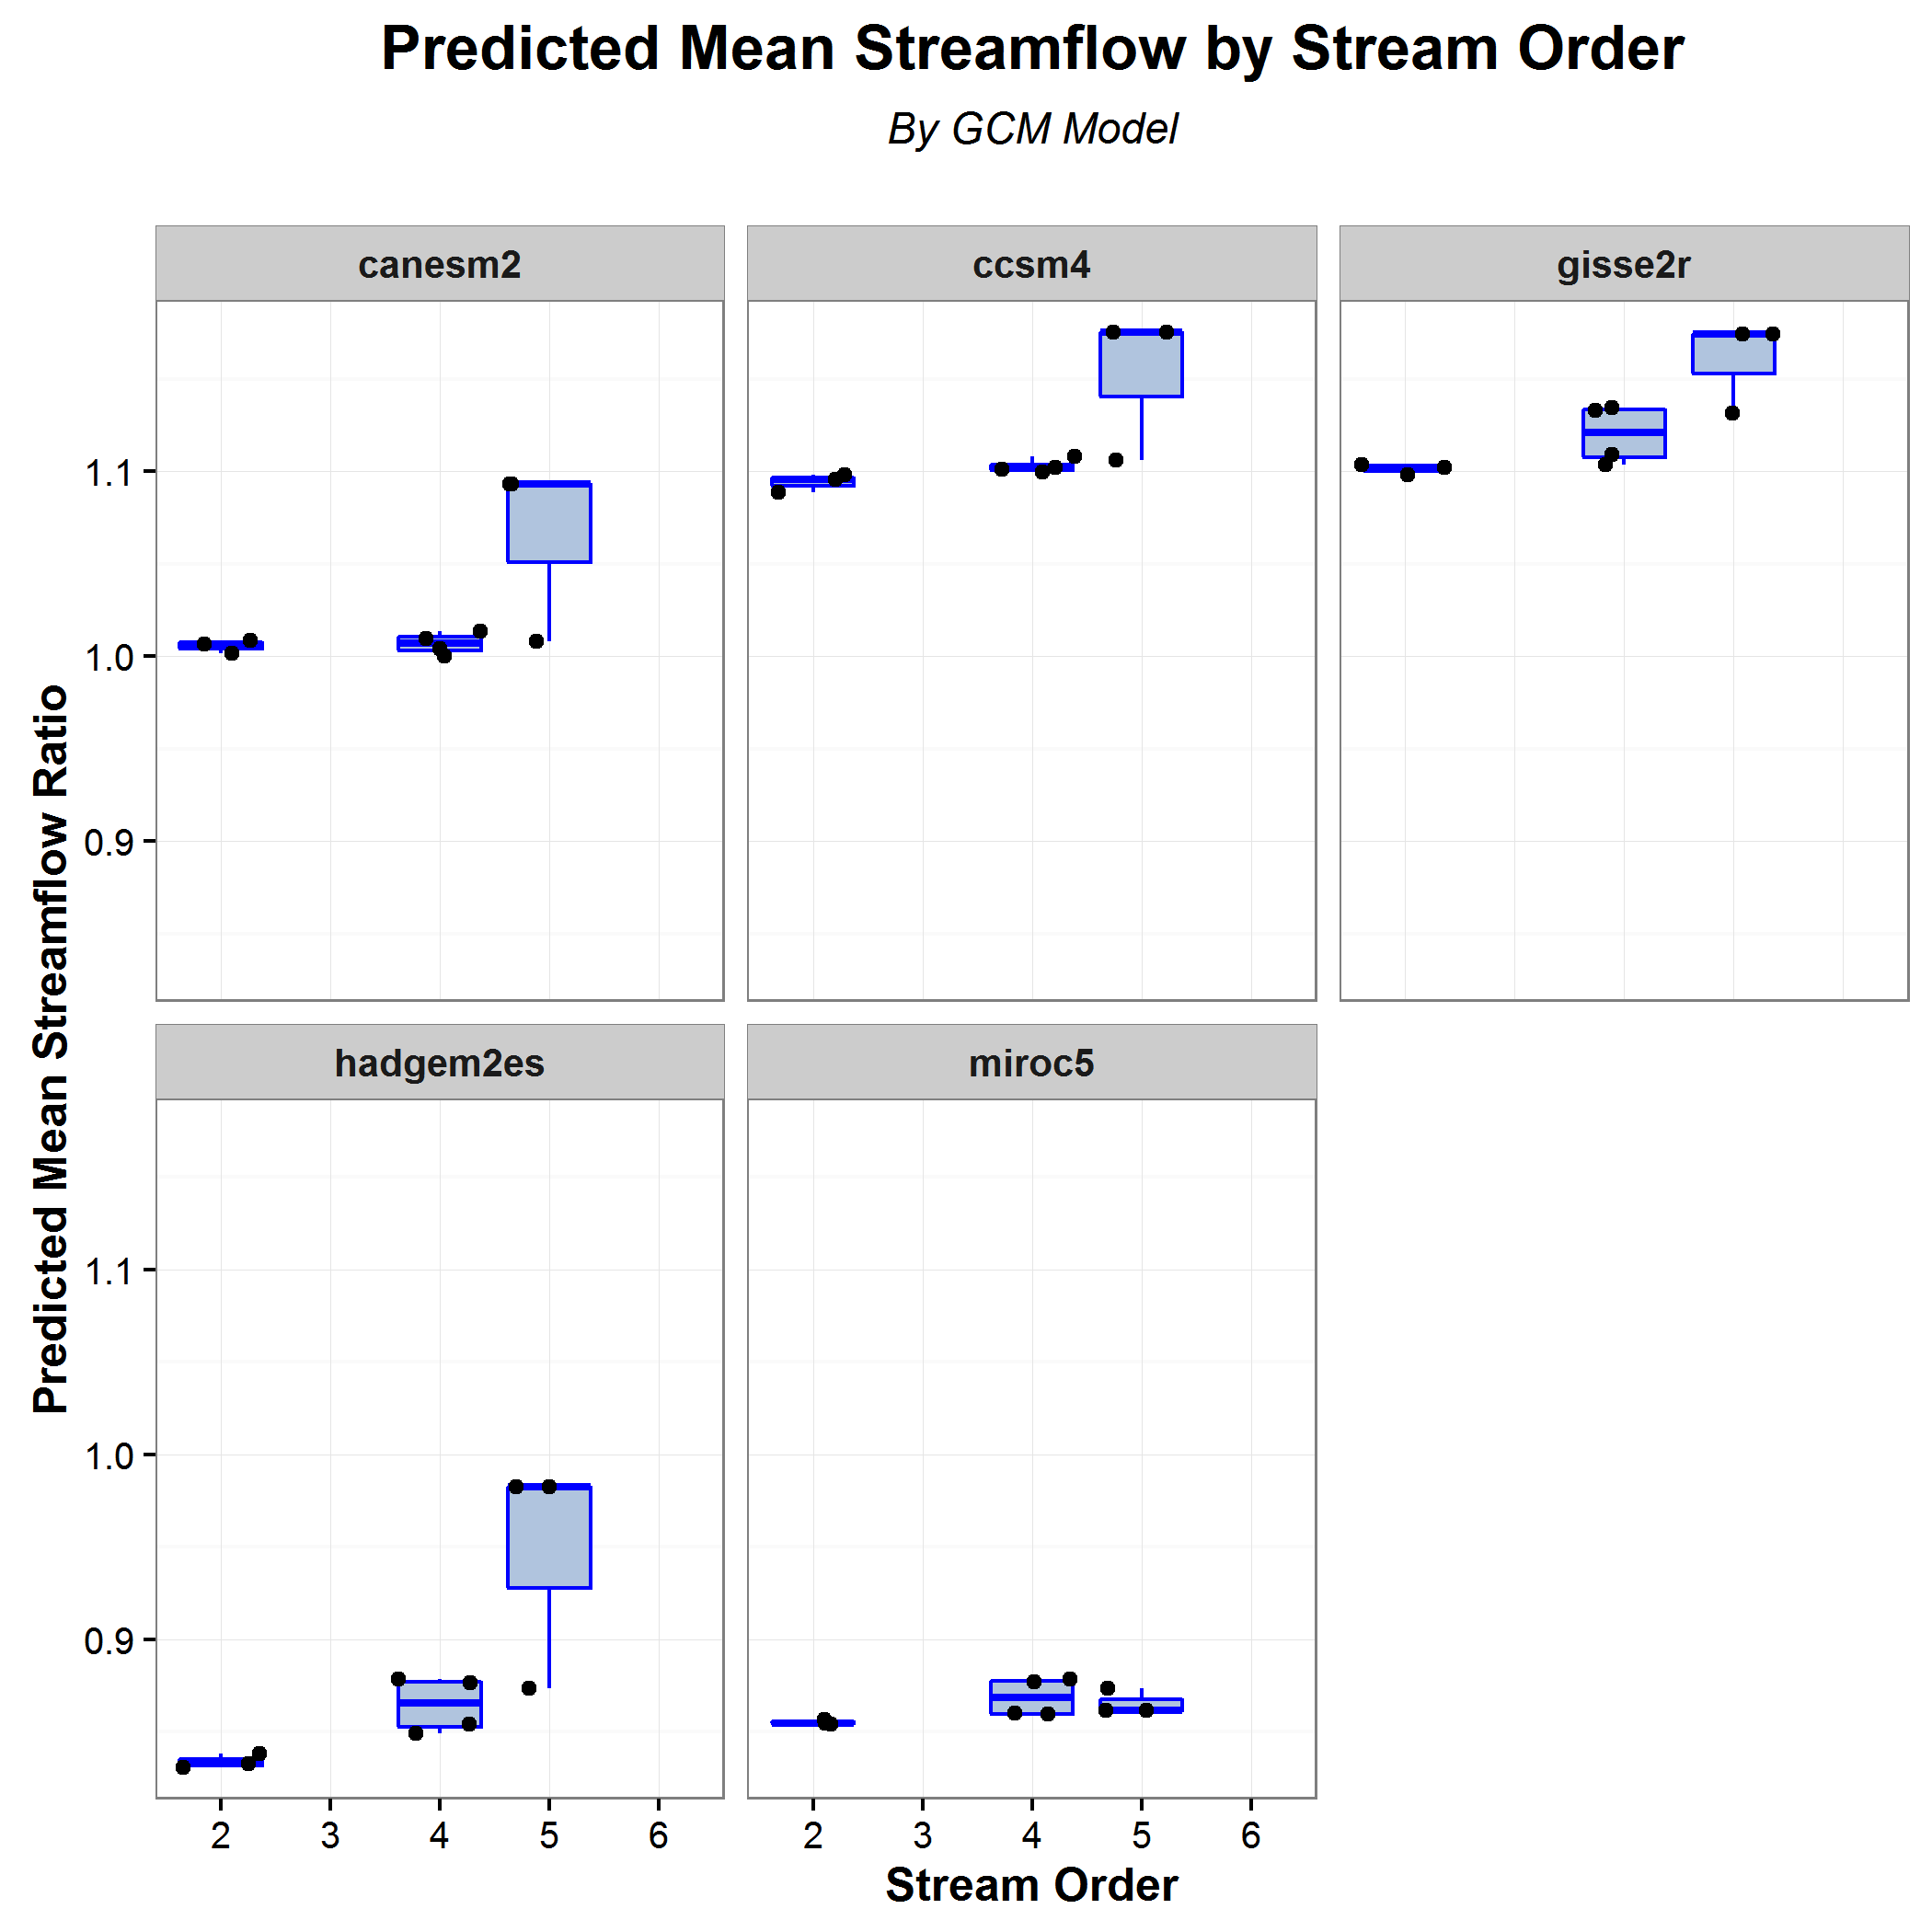 Predicted Mean Streamflow by Stream Order
By GCM Model
canesm2
ccsm4
gisse2r
1.1
1.0
0.9
Predicted Mean Streamflow Ratio
hadgem2es
miroc5
1.1
1.0
0.9
2 3 4 5 6
2 3 4 5 6
Stream Order